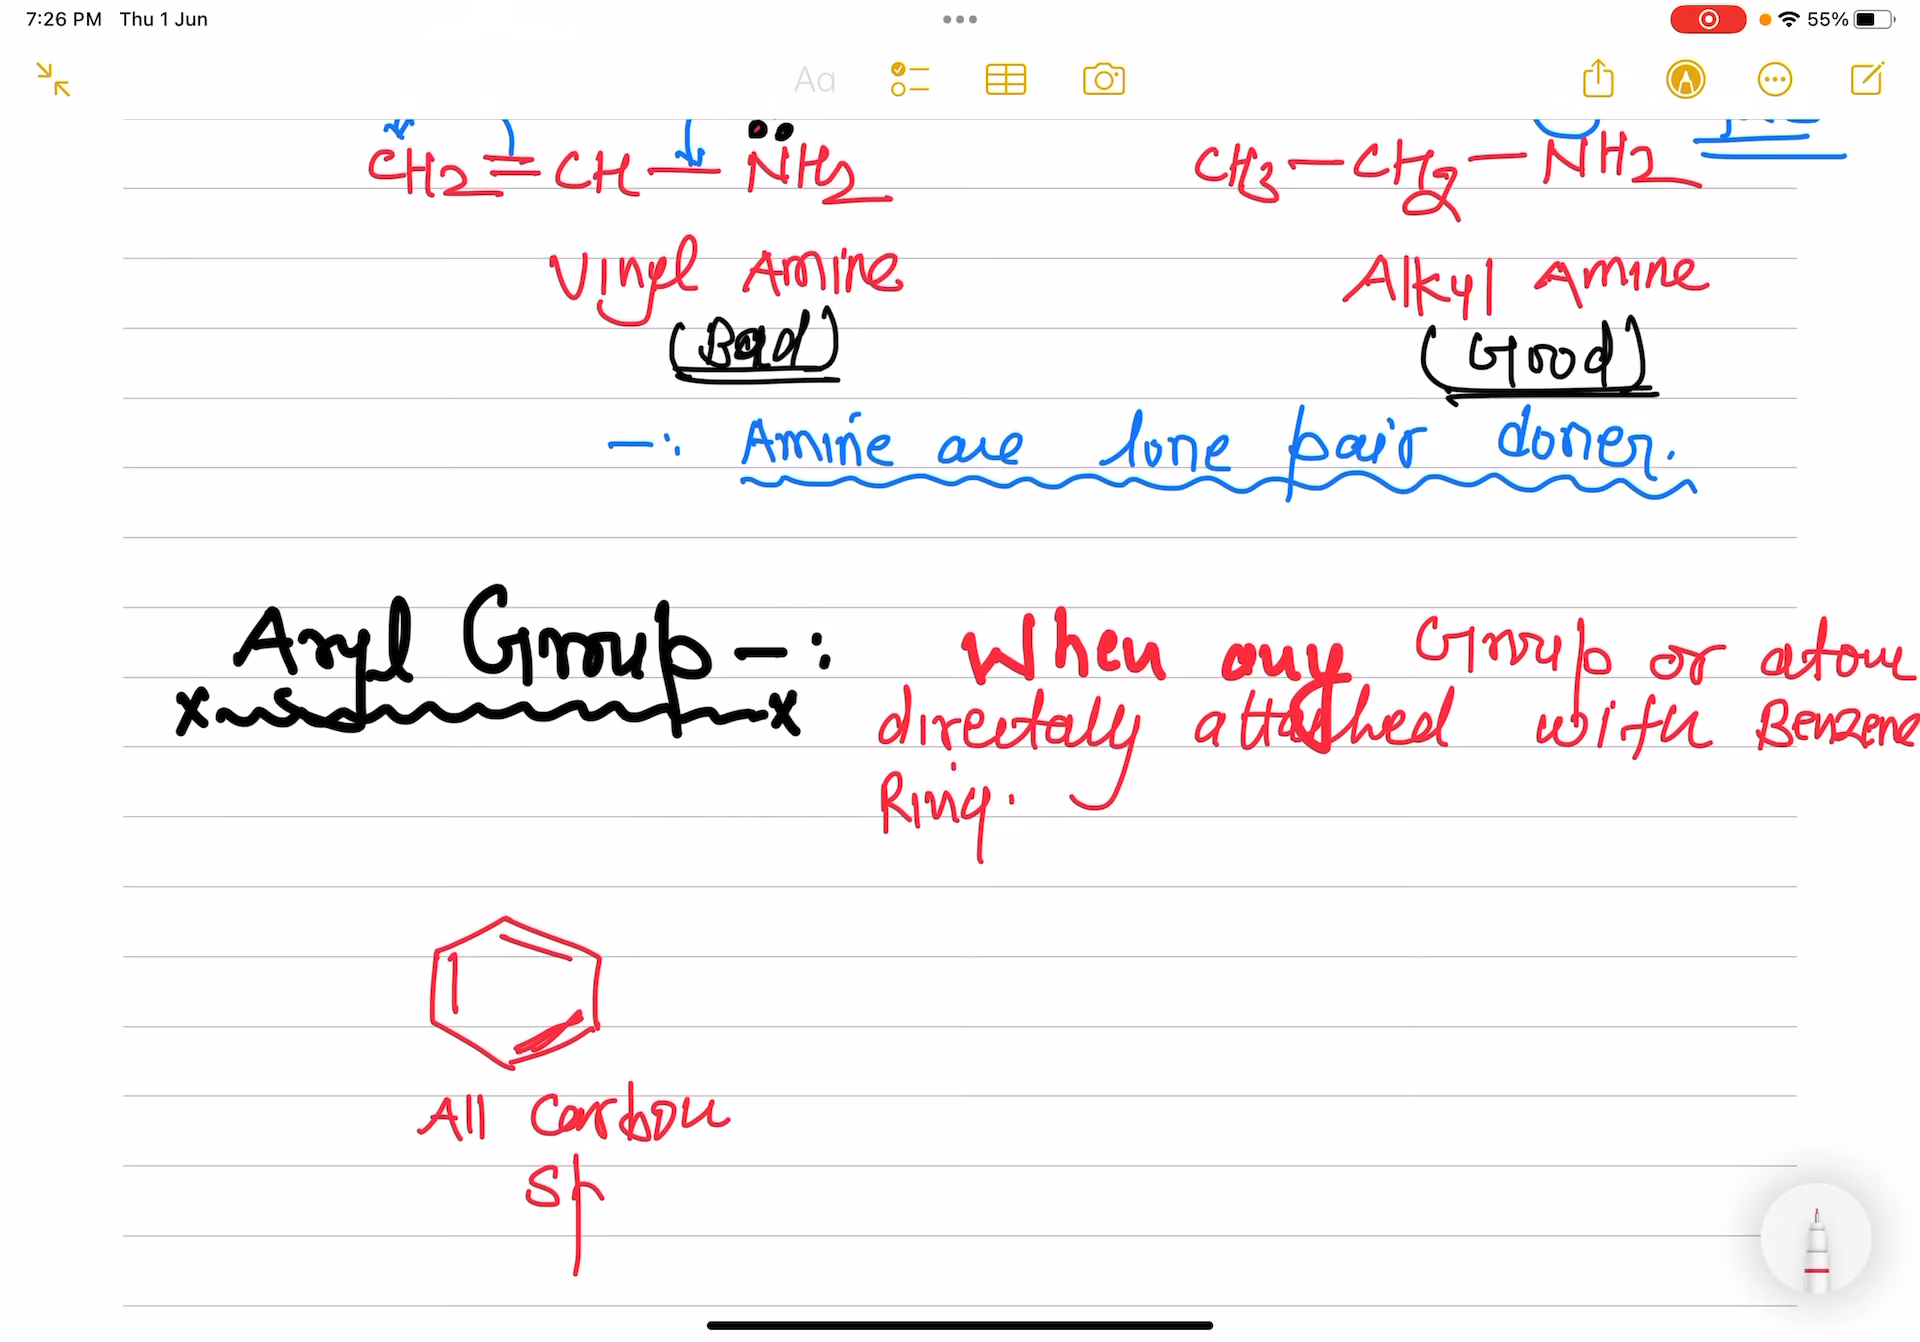 7:26 PM Thu 1 Jun
55%
Aa
CH2=CH-NH2
CH3-CH2-NH2
Vinyl Amine
Alkyl Amine
(Bad)
(Good)
-: Amine are lone pair doner.
Aryl Group-: When any Group or atom
directally attached with Benzene
Ring.
All Carbon
SP